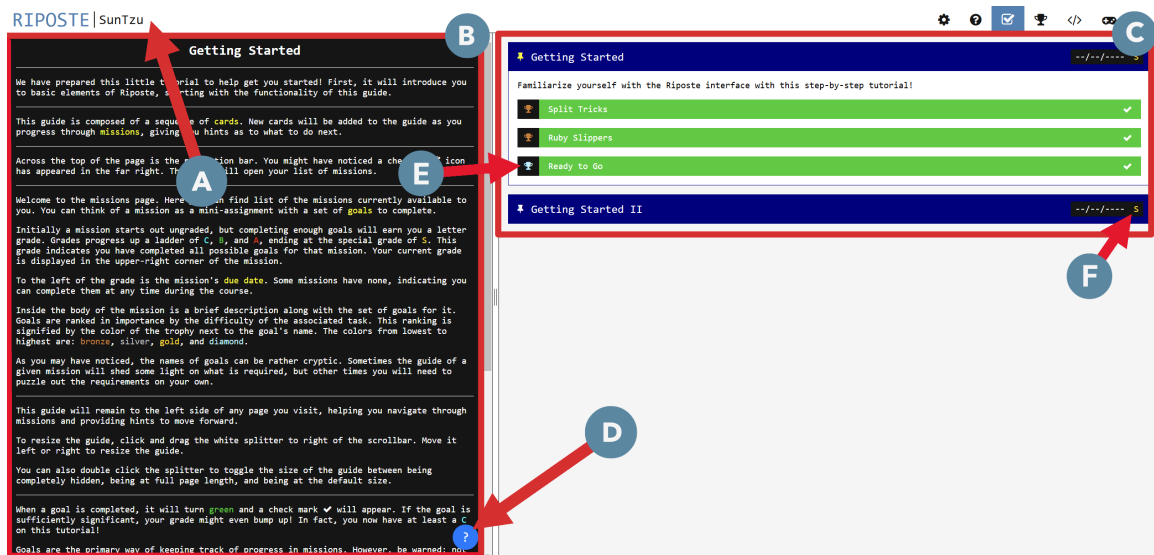 RIPOSTE|SunTzu
A
B
Getting Started
We have prepared this little to help get you started! First, it will introduce you
to basic elements of Riposte, starting with the functionality of this guide.
This guide is composed of a sequence of cards. New cards will be added to the guide as you
progress through missions, giving you hints as to what to do next.
Across the top of the page is the bar. You might have noticed a icon
has appeared in the far right. open your list of missions.
Welcome to the missions page. Here find list of the missions currently available to
you. You can think of a mission as a mini-assignment with a set of goals to complete.
Initially a mission starts out ungraded, but completing enough goals will earn you a letter
grade. Grades progress up a ladder of C, B, and A, ending at the special grade of S. This
grade indicates you have completed all possible goals for that mission. Your current grade
is displayed in the upper-right corner of the mission.
To the left of the grade is the mission's due date. Some missions have none, indicating you
can complete them at any time during the course.
Inside the body of the mission is a brief description along with the set of goals for it.
Goals are ranked in importance by the difficulty of the associated task. This ranking is
signified by the color of the trophy next to the goal's name. The colors from lowest to
highest are: bronze, silver, gold, and diamond.
As you may have noticed, the names of goals can be rather cryptic. Sometimes the guide of a
given mission will shed some light on what is required, but other times you will need to
puzzle out the requirements on your own.
This guide will remain to the left side of any page you visit, helping you navigate through
missions and providing hints to move forward.
To resize the guide, click and drag the white splitter to right of the scrollbar. Move it
left or right to resize the guide.
You can also double click the splitter to toggle the size of the guide between being
completely hidden, being at full page length, and being at the default size.
When a goal is completed, it will turn green and a check mark ✔ will appear. If the goal is
sufficiently significant, your grade might even bump up! In fact, you now have at least a C
on this tutorial!
Goals are the primary way of keeping track of progress in missions. However, be warned: not
?
C
Getting Started
--/--/---- S
Familiarize yourself with the Riposte interface with this step-by-step tutorial!
Split Tricks
Ruby Slippers
Ready to Go
E
Getting Started II
--/--/---- S
F
D